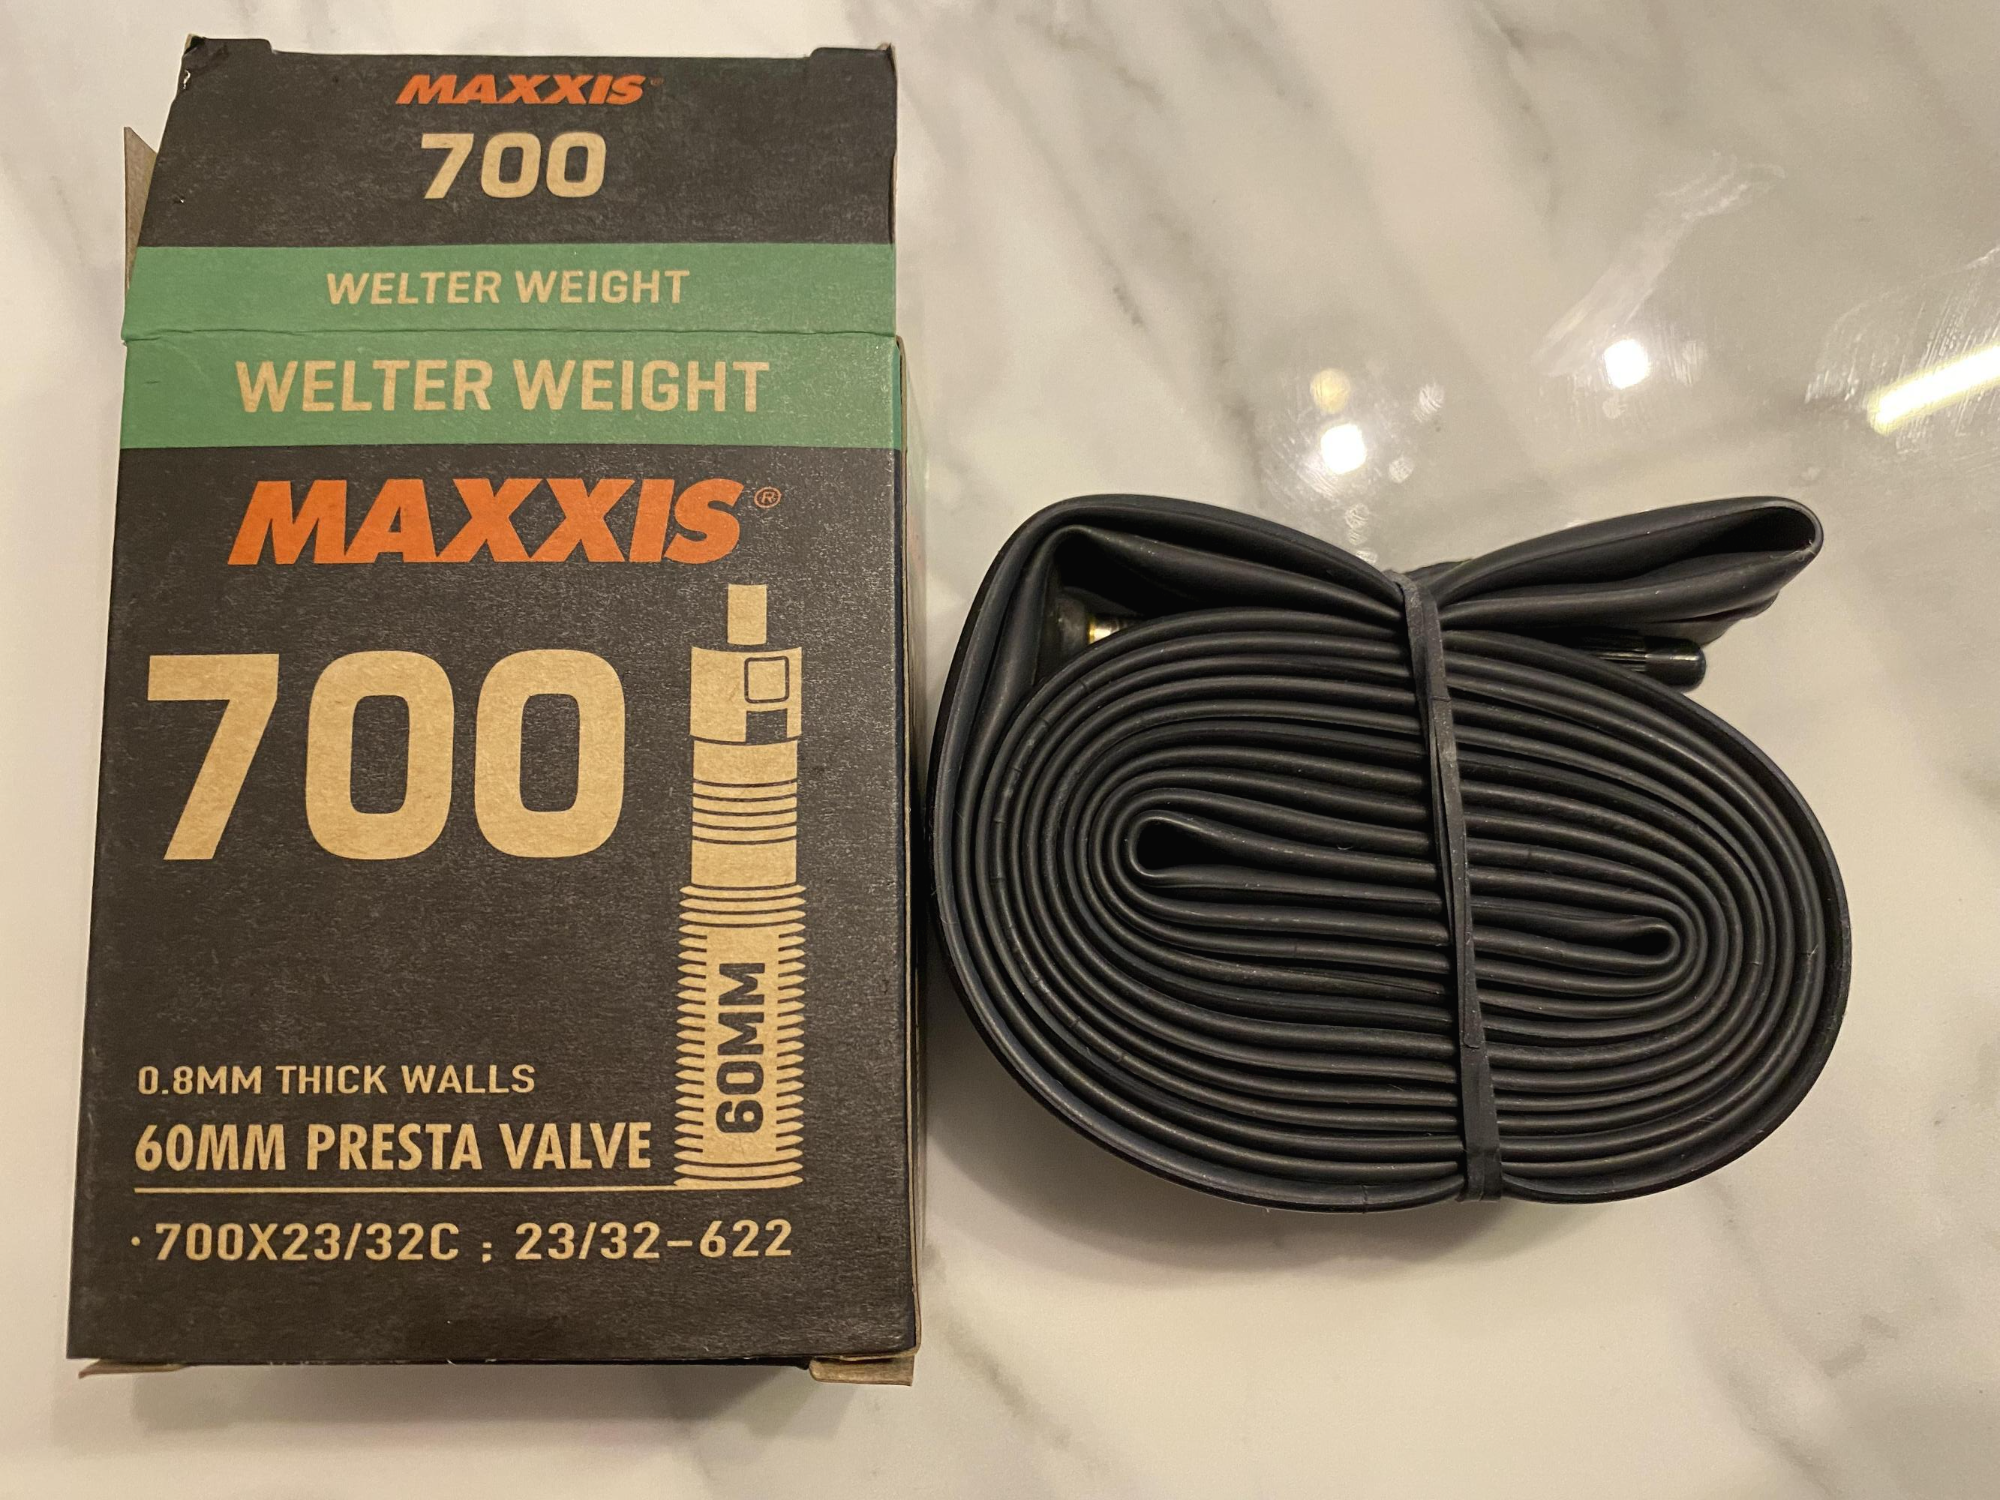 MAXXIS
700
WELTER WEIGHT
WELTER WEIGHT
MAXXIS®
700
60MM
0.8MM THICK WALLS
60MM PRESTA VALVE
·700X23/32C ; 23/32-622